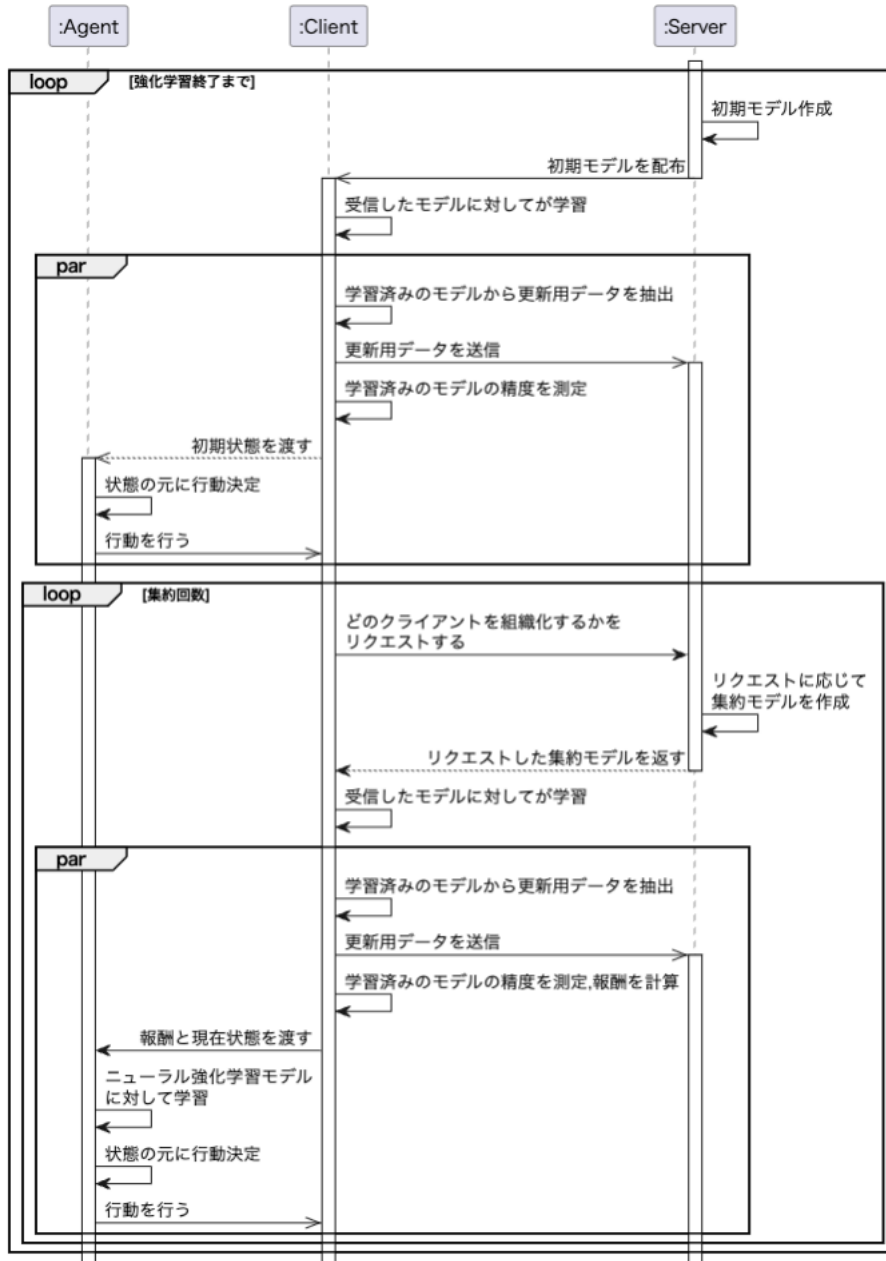 :Agent
:Client
:Server
loop
[強化学習終了まで]
初期モデル作成
初期モデルを配布
受信したモデルに対してが学習
par
学習済みのモデルから更新用データを抽出
更新用データを送信
学習済みのモデルの精度を測定
初期状態を渡す
状態の元に行動決定
行動を行う
loop
[集約回数]
どのクライアントを組織化するかを
リクエストする
リクエストに応じて
集約モデルを作成
リクエストした集約モデルを返す
受信したモデルに対してが学習
par
学習済みのモデルから更新用データを抽出
更新用データを送信
学習済みのモデルの精度を測定,報酬を計算
報酬と現在状態を渡す
ニューラル強化学習モデル
に対して学習
状態の元に行動決定
行動を行う